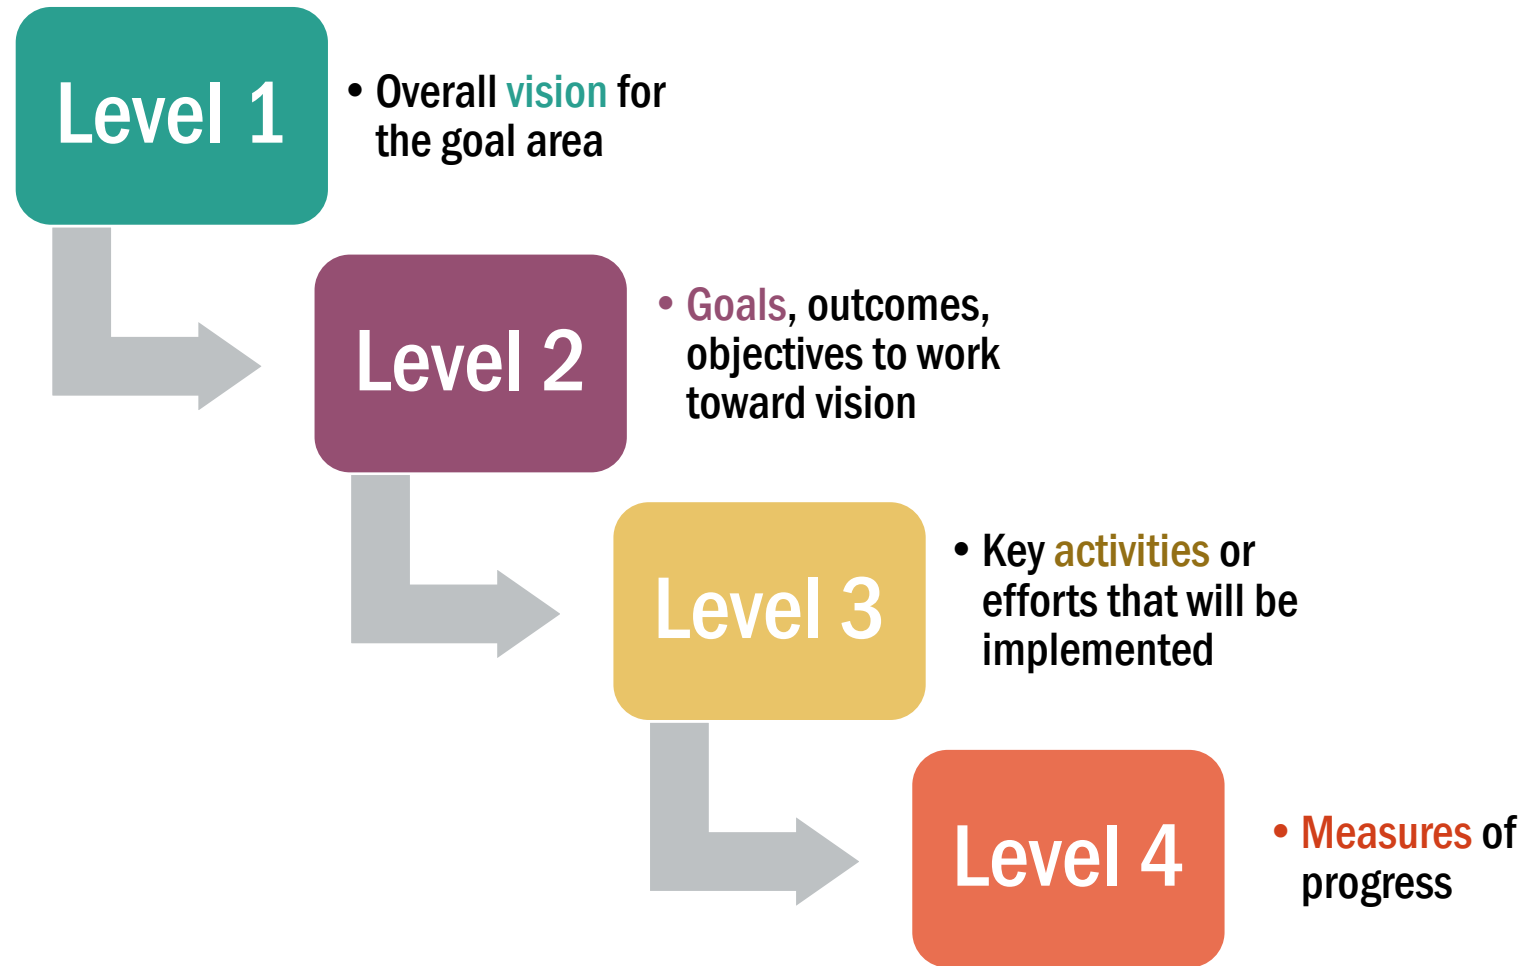 Level 1
• Overall vision for
the goal area
Level 2
• Goals, outcomes,
objectives to work
toward vision
Level 3
• Key activities or
efforts that will be
implemented
Level 4
• Measures of
progress